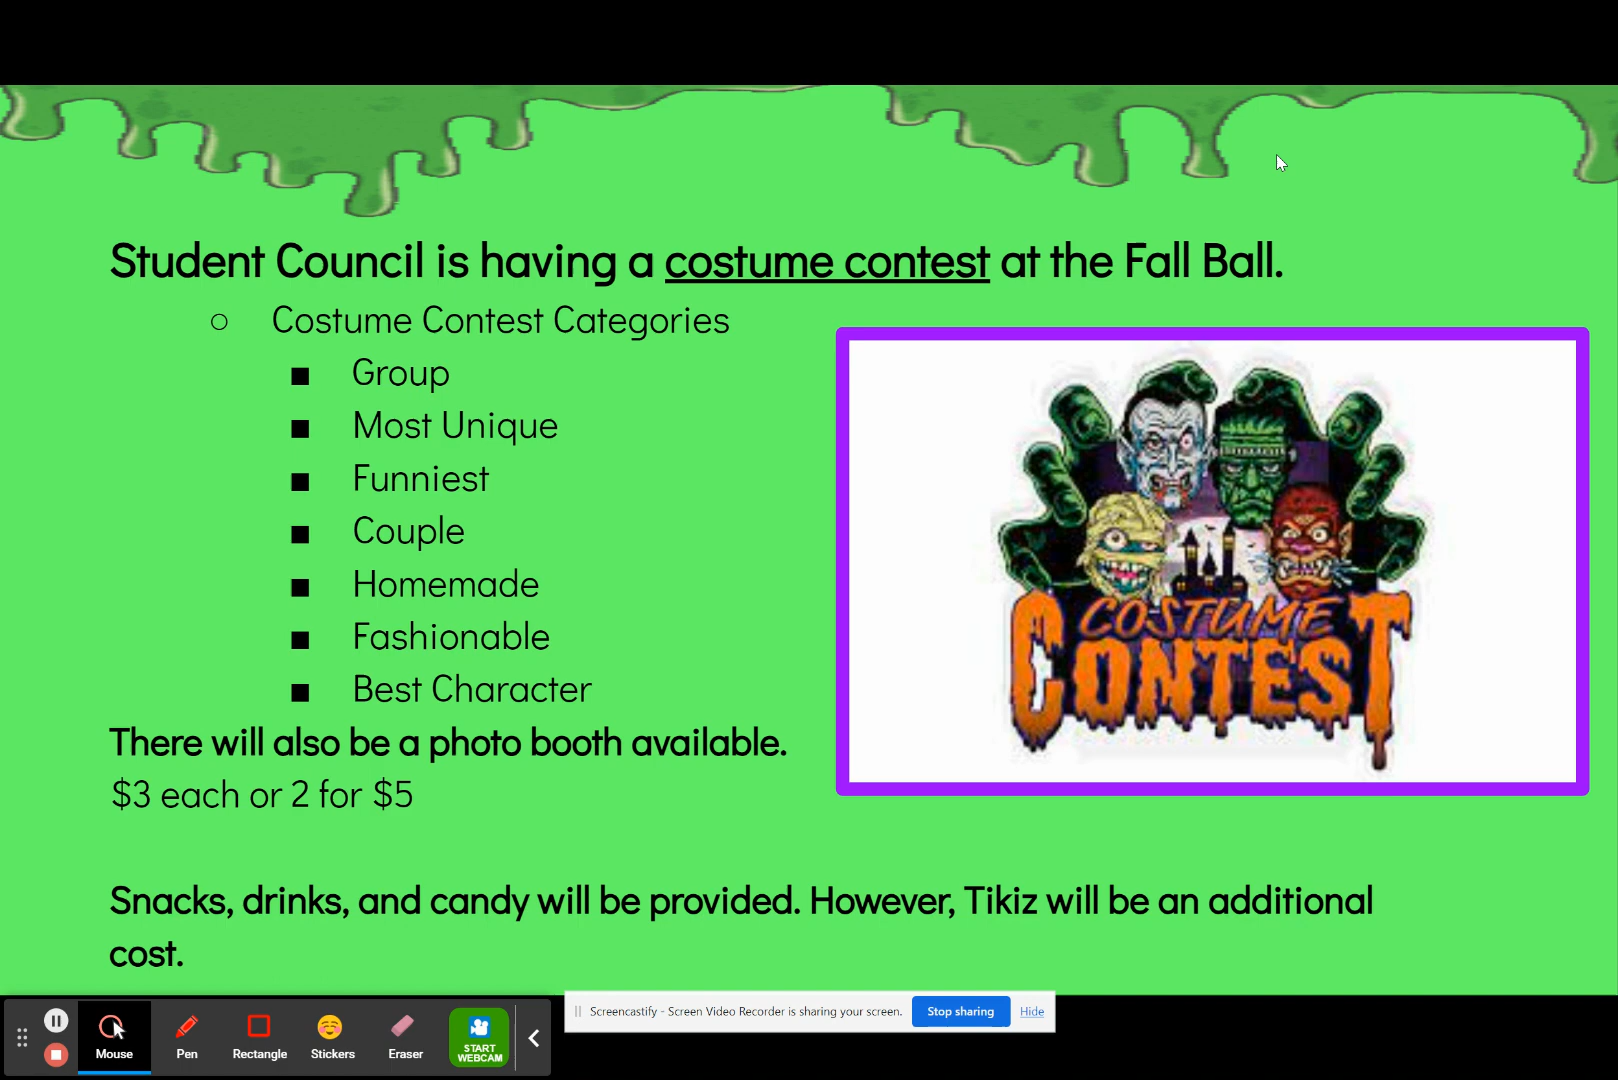 Student Council is having a costume contest at the Fall Ball.
○ Costume Contest Categories
■ Group
■ Most Unique
■ Funniest
■ Couple
■ Homemade
■ Fashionable
■ Best Character
There will also be a photo booth available.
$3 each or 2 for $5
COSTUME
CONTEST
Snacks, drinks, and candy will be provided. However, Tikiz will be an additional
cost.
Screencastify - Screen Video Recorder is sharing your screen.
Stop sharing
Hide
Mouse
Pen
Rectangle
Stickers
Eraser
START
WEBCAM